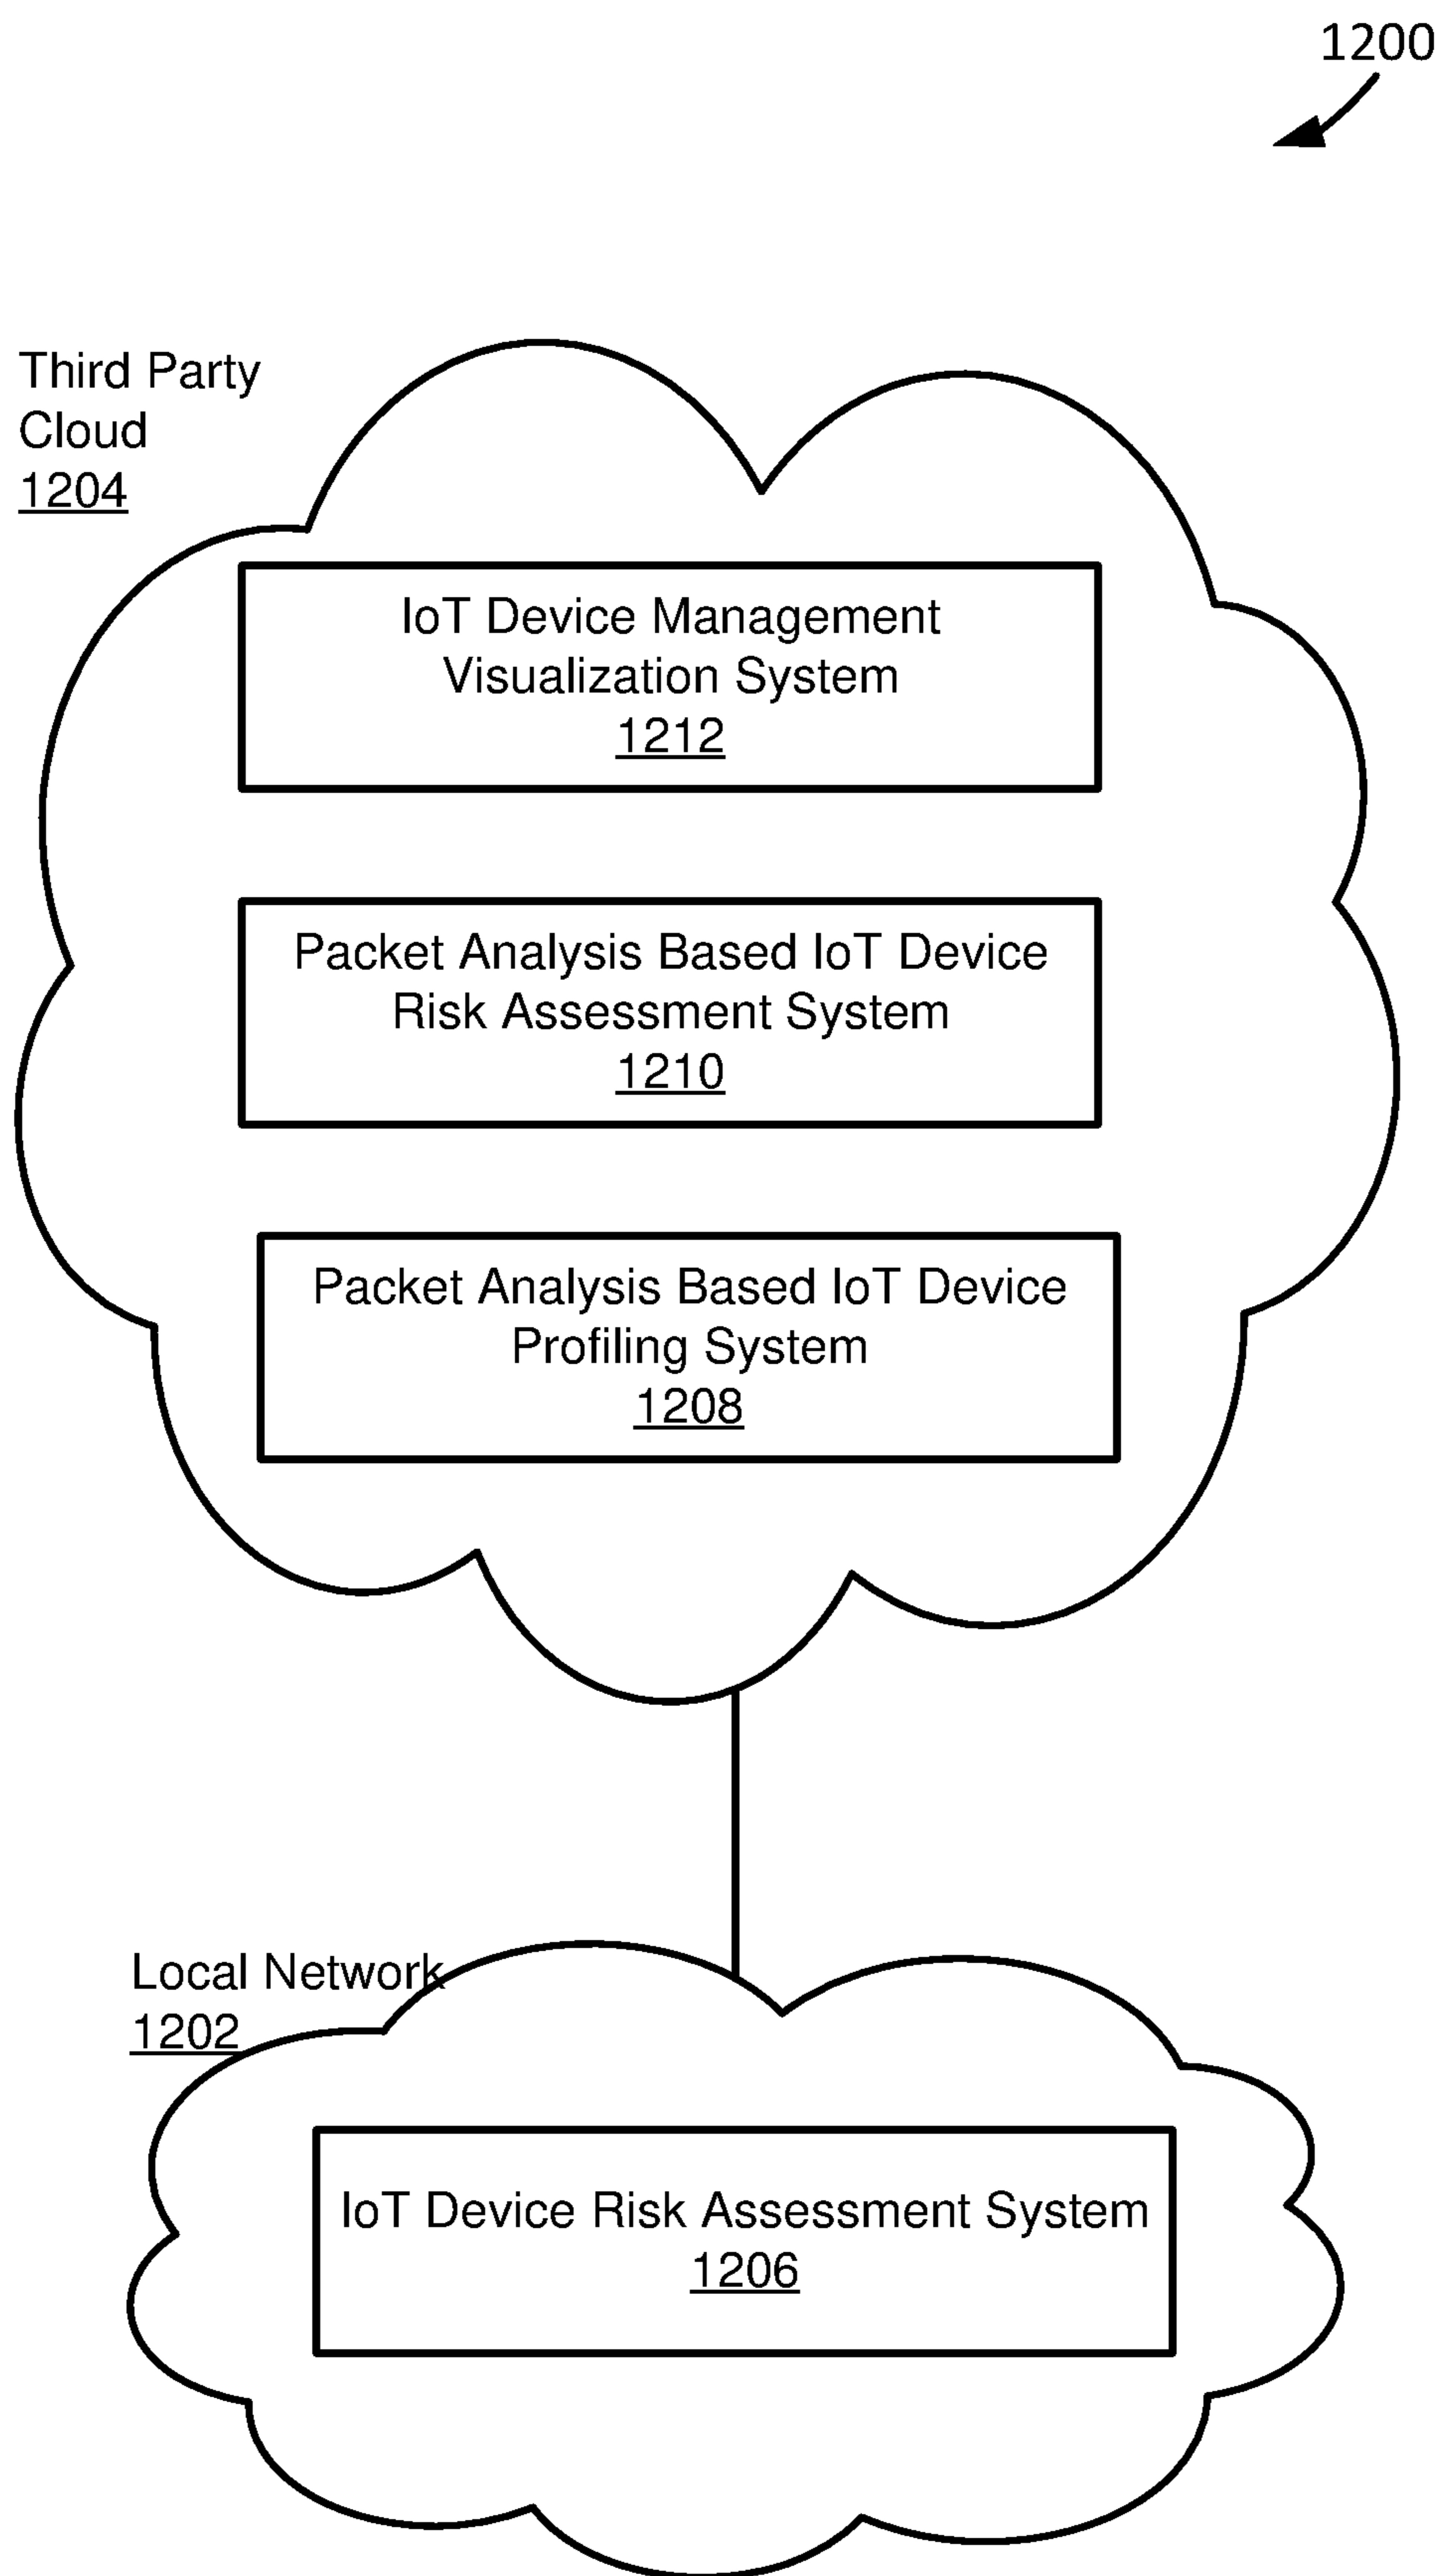 1200
Third Party
Cloud
1204
IoT Device Management
Visualization System
1212
Packet Analysis Based IoT Device
Risk Assessment System
1210
Packet Analysis Based IoT Device
Profiling System
1208
Local Network
1202
IoT Device Risk Assessment System
1206